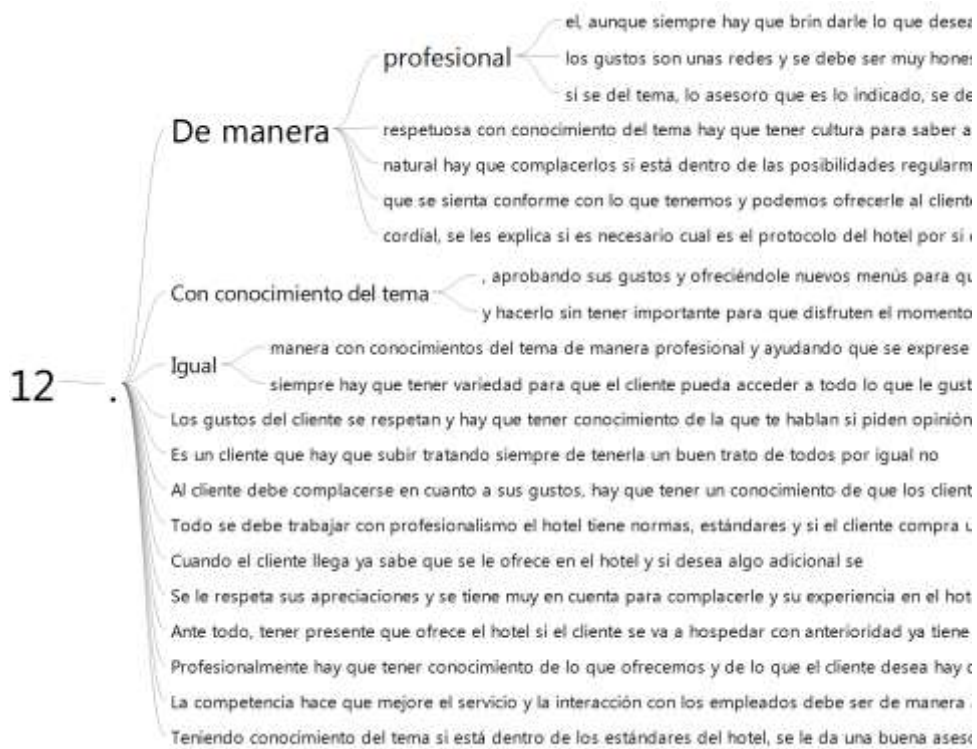 el, aunque siempre hay que brin darle lo que desea
profesional
los gustos son unas redes y se debe ser muy hones
si se del tema, lo asesoro que es lo indicado, se de
De manera
respetuosa con conocimiento del tema hay que tener cultura para saber a
natural hay que complacerlos si está dentro de las posibilidades regularm
que se sienta conforme con lo que tenemos y podemos ofrecerle al cliente
cordial, se les explica si es necesario cual es el protocolo del hotel por si
Con conocimiento del tema
, aprobando sus gustos y ofreciéndole nuevos menús para qu
y hacerlo sin tener importante para que disfruten el momento
Igual
manera con conocimientos del tema de manera profesional y ayudando que se exprese
siempre hay que tener variedad para que el cliente pueda acceder a todo lo que le gust
12 .
Los gustos del cliente se respetan y hay que tener conocimiento de la que te hablan si piden opinión
Es un cliente que hay que subir tratando siempre de tenerla un buen trato de todos por igual no
Al cliente debe complacerse en cuanto a sus gustos, hay que tener un conocimiento de que los client
Todo se debe trabajar con profesionalismo el hotel tiene normas, estándares y si el cliente compra u
Cuando el cliente llega ya sabe que se le ofrece en el hotel y si desea algo adicional se
Se le respeta sus apreciaciones y se tiene muy en cuenta para complacerle y su experiencia en el hot
Ante todo, tener presente que ofrece el hotel si el cliente se va a hospedar con anterioridad ya tiene
Profesionalmente hay que tener conocimiento de lo que ofrecemos y de lo que el cliente desea hay
La competencia hace que mejore el servicio y la interacción con los empleados debe ser de manera
Teniendo conocimiento del tema si está dentro de los estándares del hotel, se le da una buena aseso